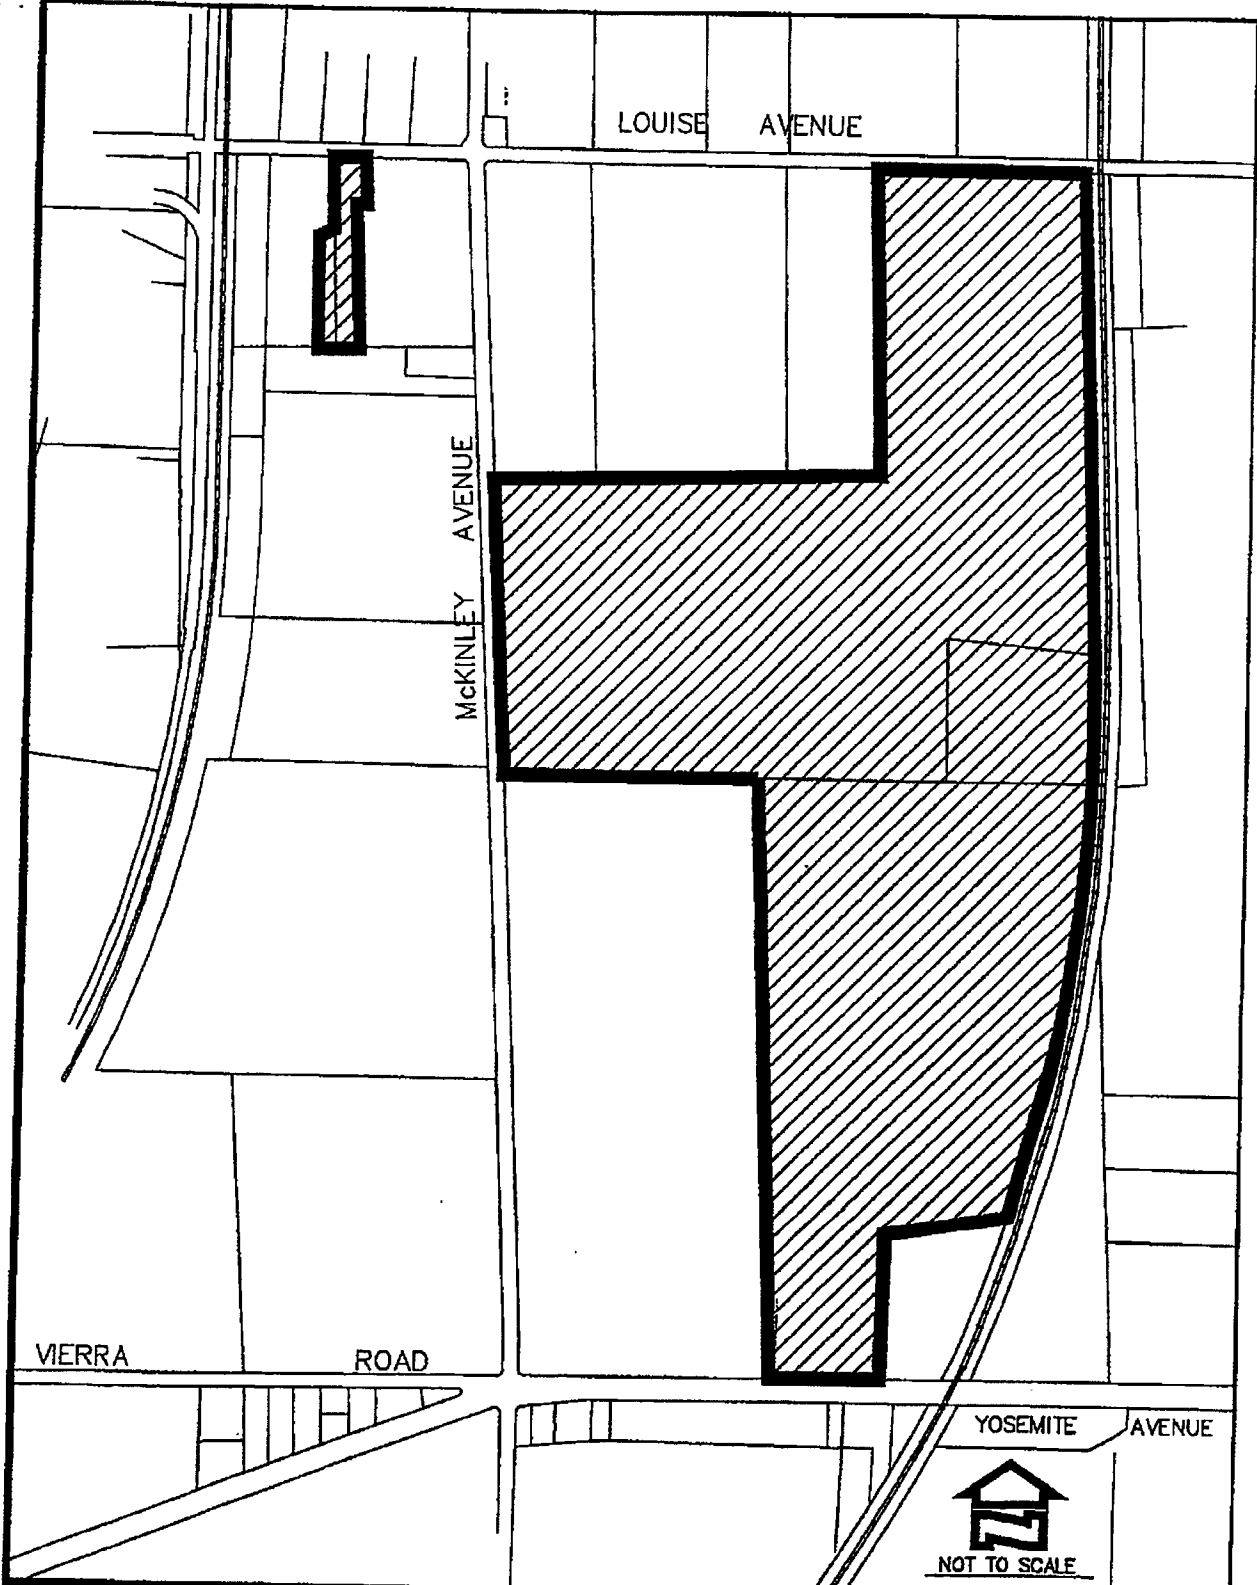 LOUISE AVENUE
McKINLEY AVENUE
VIERRA ROAD
YOSEMITE AVENUE
N
NOT TO SCALE